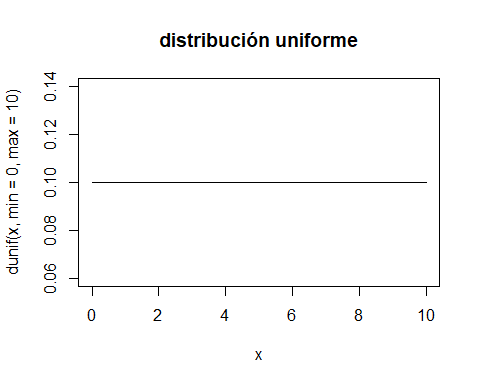 distribución uniforme
dunif(x, min = 0, max = 10)
0.14
0.12
0.10
0.08
0.06
0 2 4 6 8 10
x